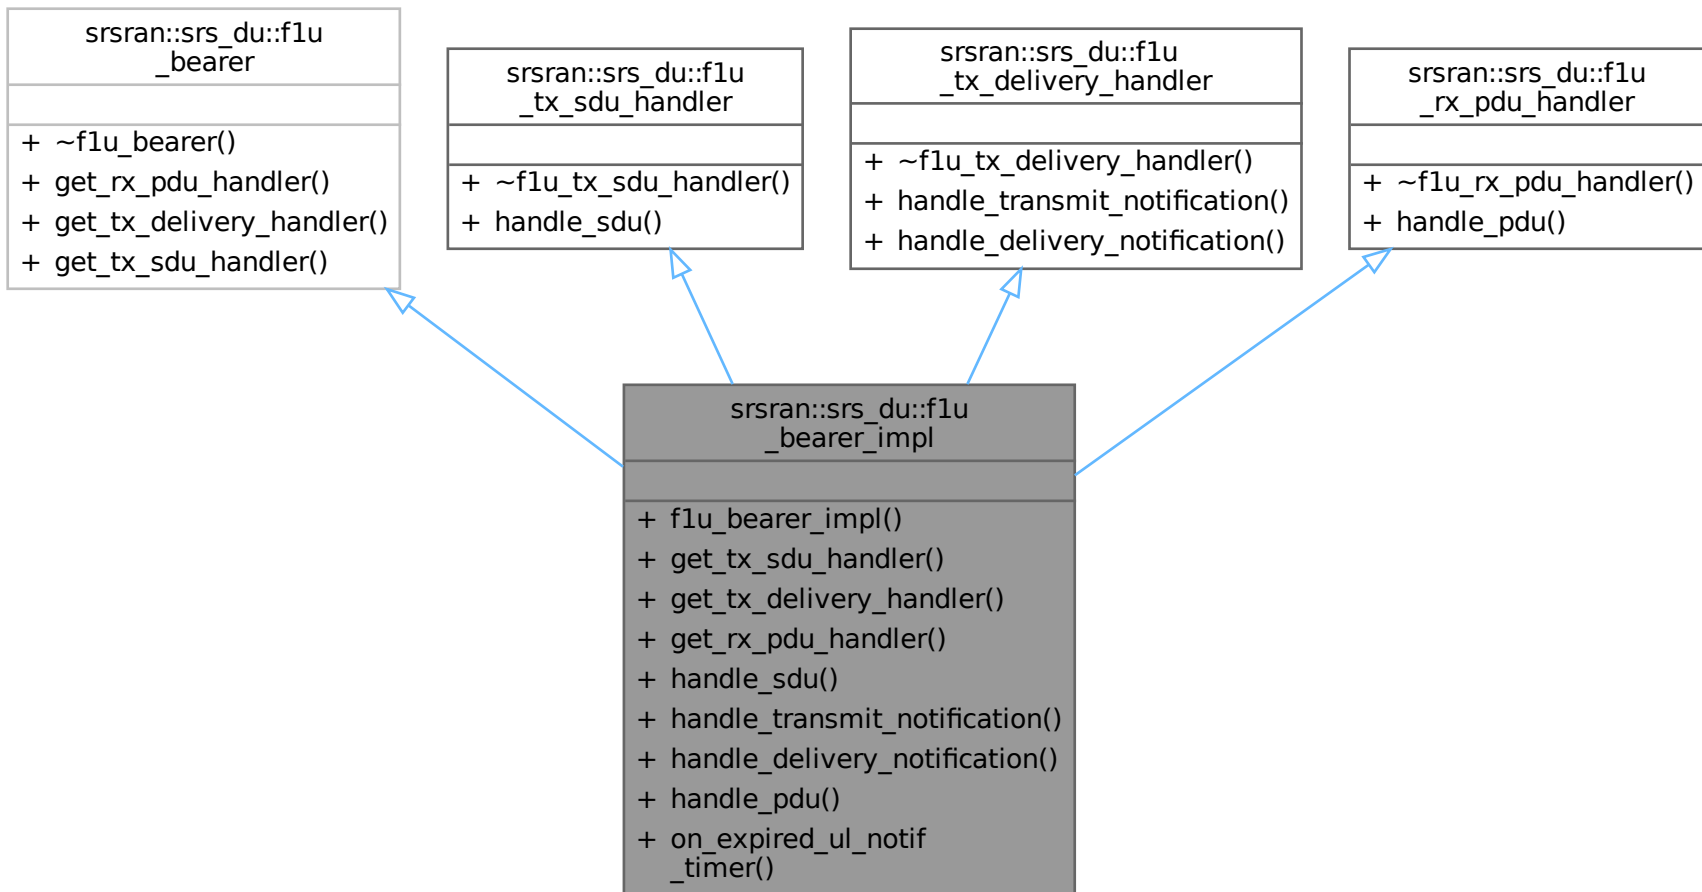 srsran::srs_du::f1u
_bearer
+ ~f1u_bearer()
+ get_rx_pdu_handler()
+ get_tx_delivery_handler()
+ get_tx_sdu_handler()
srsran::srs_du::f1u
_tx_sdu_handler
+ ~f1u_tx_sdu_handler()
+ handle_sdu()
srsran::srs_du::f1u
_tx_delivery_handler
+ ~f1u_tx_delivery_handler()
+ handle_transmit_notification()
+ handle_delivery_notification()
srsran::srs_du::f1u
_rx_pdu_handler
+ ~f1u_rx_pdu_handler()
+ handle_pdu()
srsran::srs_du::f1u
_bearer_impl
+ f1u_bearer_impl()
+ get_tx_sdu_handler()
+ get_tx_delivery_handler()
+ get_rx_pdu_handler()
+ handle_sdu()
+ handle_transmit_notification()
+ handle_delivery_notification()
+ handle_pdu()
+ on_expired_ul_notif
_timer()